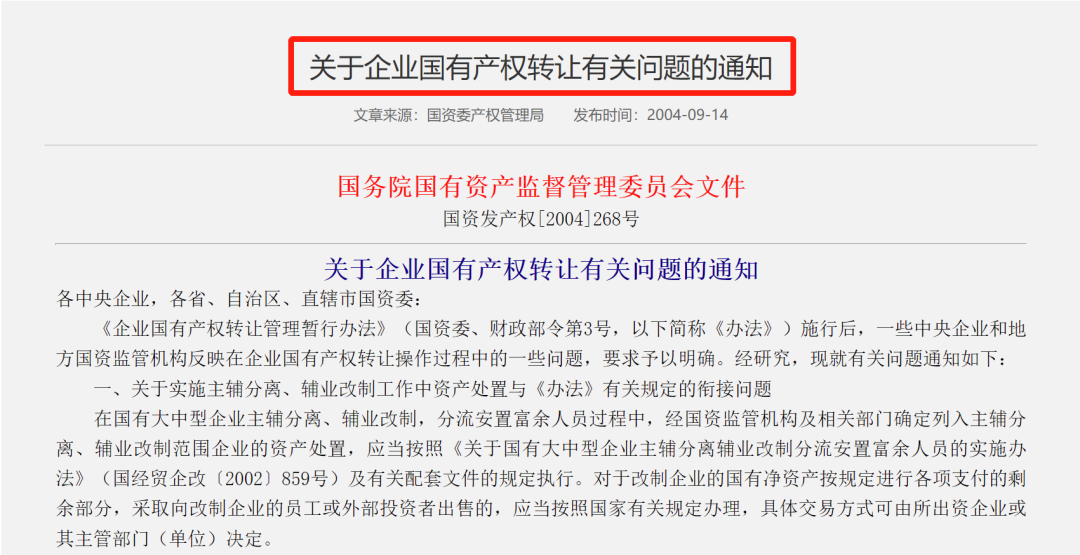 关于企业国有产权转让有关问题的通知
文章来源：国资委产权管理局 发布时间：2004-09-14
国务院国有资产监督管理委员会文件
国资发产权[2004]268号
关于企业国有产权转让有关问题的通知
各中央企业，各省、自治区、直辖市国资委：
《企业国有产权转让管理暂行办法》（国资委、财政部令第3号，以下简称《办法》）施行后，一些中央企业和地
方国资监管机构反映在企业国有产权转让操作过程中的一些问题，要求予以明确。经研究，现就有关问题通知如下：
一、关于实施主辅分离、辅业改制工作中资产处置与《办法》有关规定的衔接问题
在国有大中型企业主辅分离、辅业改制，分流安置富余人员过程中，经国资监管机构及相关部门确定列入主辅分
离、辅业改制范围企业的资产处置，应当按照《关于国有大中型企业主辅分离辅业改制分流安置富余人员的实施办
法》（国经贸企改〔2002〕859号）及有关配套文件的规定执行。对于改制企业的国有净资产按规定进行各项支付的剩
余部分，采取向改制企业的员工或外部投资者出售的，应当按照国家有关规定办理，具体交易方式可由所出资企业或
其主管部门（单位）决定。